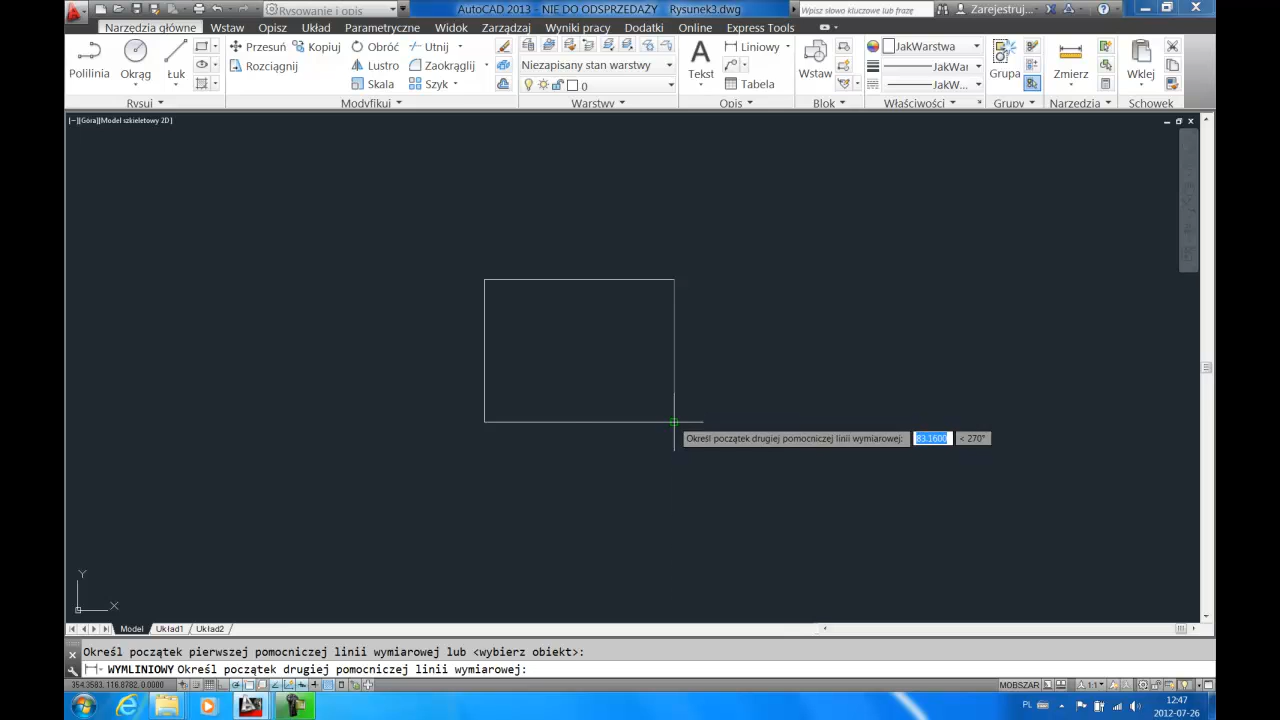 Rysowanie i opis
AutoCAD 2013 - NIE DO ODSPRZEDAŻY Rysunek3.dwg
Wpisz słowo kluczowe lub frazę
Zarejestruj...
Narzędzia główne Wstaw Opisz Układ Parametryczne Widok Zarządzaj Wyniki pracy Dodatki Online Express Tools
Polilinia
Okrąg
Łuk
Przesuń Kopiuj
Rozciągnij
Obróć Utnij
Lustro Zaokrąglij
Skala Szyk
Niezapisany stan warstwy
0
Tekst
Liniowy
Tabela
Wstaw
JakWarstwa
JakWar
JakW...
Grupa
Zmierz
Wklej
Rysuj Modyfikuj Warstwy Opis Blok Właściwości Grupy Narzędzia Schowek
[−][Góra][Model szkieletowy 2D]
Określ początek drugiej pomocniczej linii wymiarowej: 83.1600 < 270°
Y
X
Model Układ1 Układ2
Określ początek pierwszej pomocniczej linii wymiarowej lub <wybierz obiekt>:
WYMLINIOWY Określ początek drugiej pomocniczej linii wymiarowej:
354.3583, 116.8782, 0.0000
MOBSZAR
1:1
PL
12:47
2012-07-26